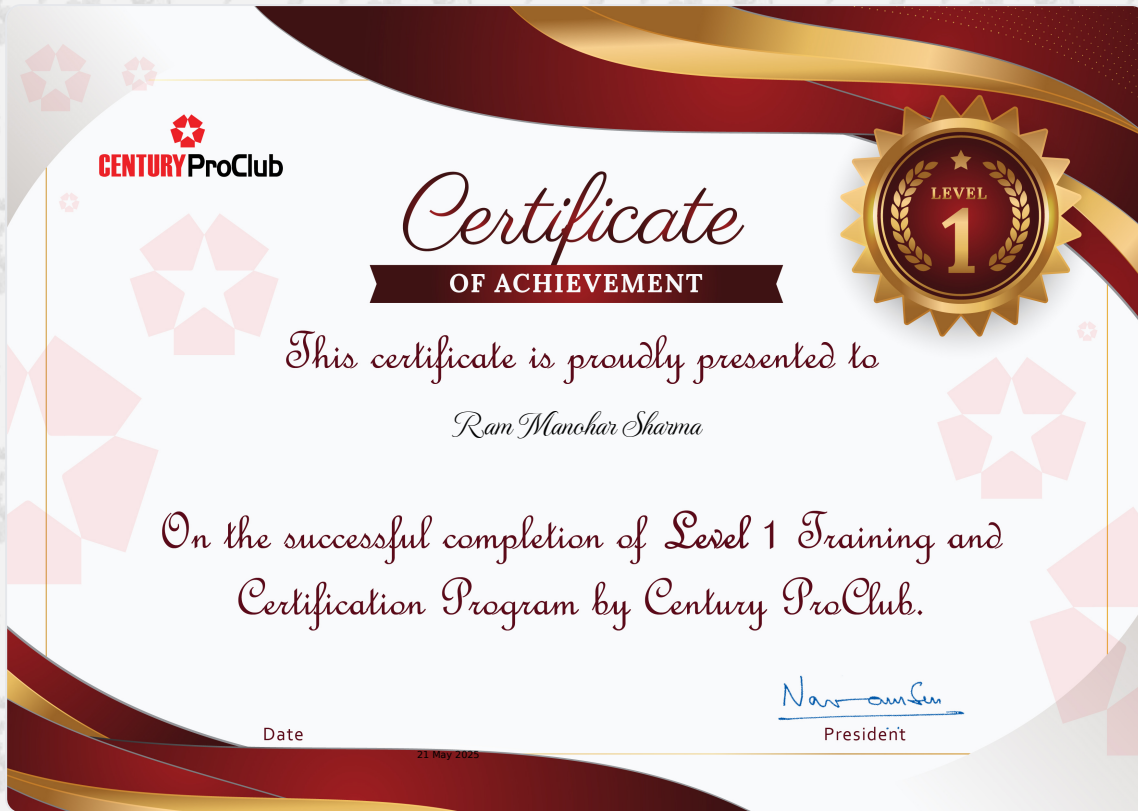 CENTURY ProClub
Certificate
OF ACHIEVEMENT
LEVEL
1
This certificate is proudly presented to
Ram Manohar Sharma
On the successful completion of Level 1 Training and
Certification Program by Century ProClub.
Date
President
21 May 2025